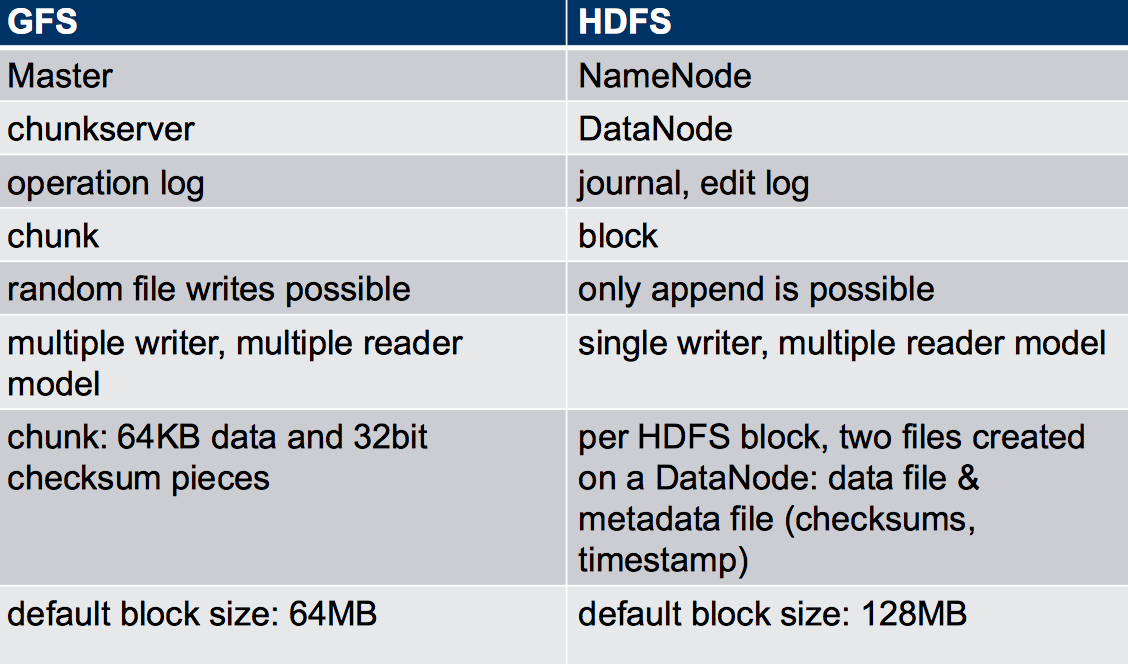 GFS HDFS
Master NameNode
chunkserver DataNode
operation log journal, edit log
chunk block
random file writes possible only append is possible
multiple writer, multiple reader
model
single writer, multiple reader model
chunk: 64KB data and 32bit
checksum pieces
per HDFS block, two files created
on a DataNode: data file &
metadata file (checksums,
timestamp)
default block size: 64MB default block size: 128MB